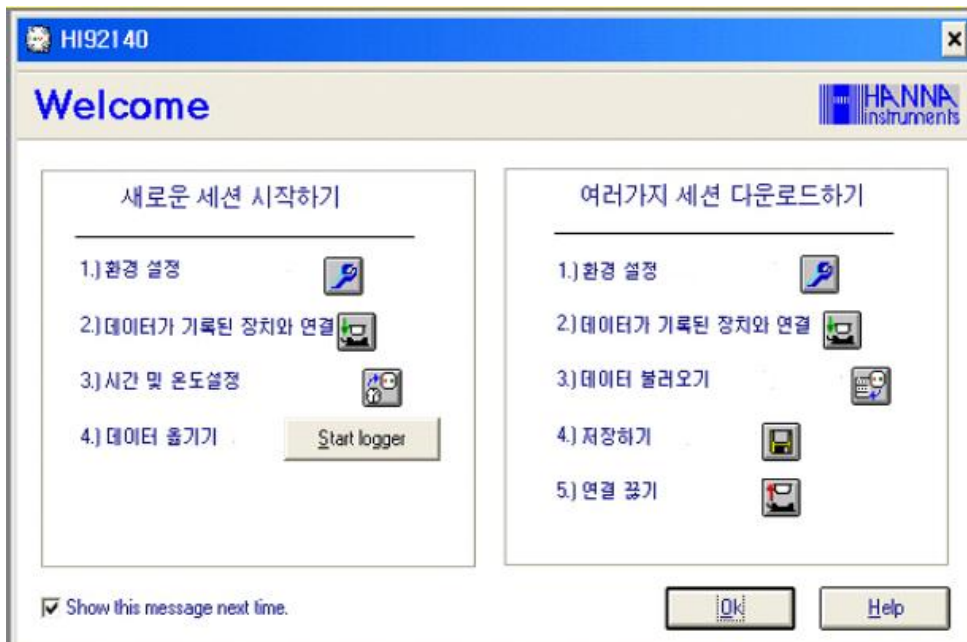 HI92140
Welcome
HANNA
instruments
새로운 세션 시작하기
1.) 환경 설정
2.) 데이터가 기록된 장치와 연결
3.) 시간 및 온도설정
4.) 데이터 옮기기
Start logger
여러가지 세션 다운로드하기
1.) 환경 설정
2.) 데이터가 기록된 장치와 연결
3.) 데이터 불러오기
4.) 저장하기
5.) 연결 끊기
Show this message next time.
Ok
Help